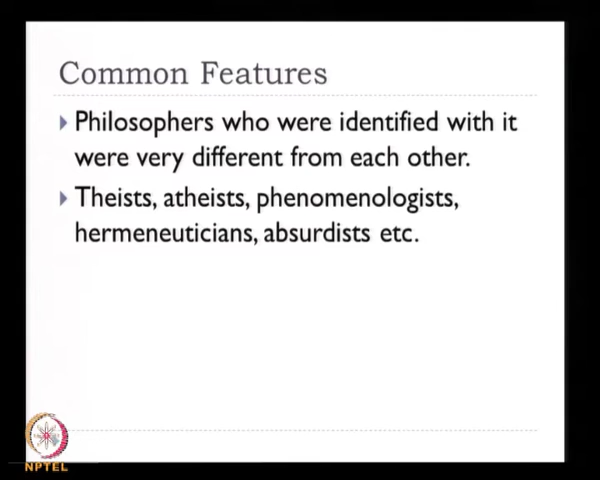 Common Features
Philosophers who were identified with it
were very different from each other.
Theists, atheists, phenomenologists,
hermeneuticians, absurdists etc.
NPTEL